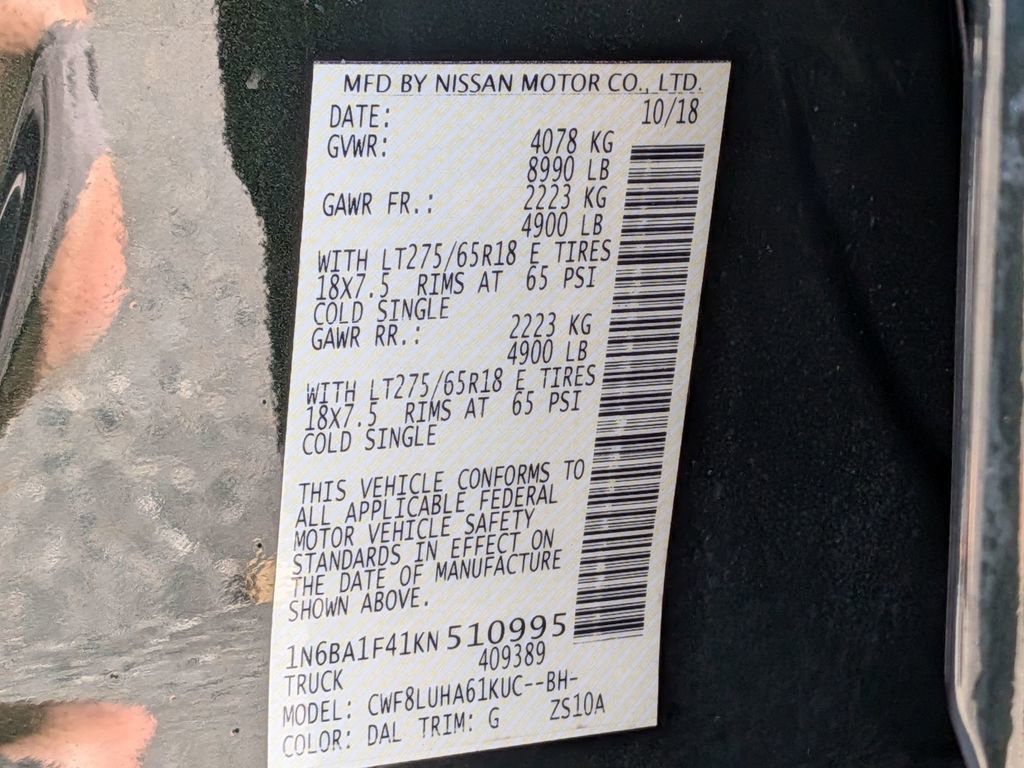 MFD BY NISSAN MOTOR CO., LTD.
DATE: 10/18
GVWR: 4078 KG
8990 LB
GAWR FR.: 2223 KG
4900 LB
WITH LT275/65R18 E TIRES
18X7.5 RIMS AT 65 PSI
COLD SINGLE
GAWR RR.: 2223 KG
4900 LB
WITH LT275/65R18 E TIRES
18X7.5 RIMS AT 65 PSI
COLD SINGLE
THIS VEHICLE CONFORMS TO
ALL APPLICABLE FEDERAL
MOTOR VEHICLE SAFETY
STANDARDS IN EFFECT ON
THE DATE OF MANUFACTURE
SHOWN ABOVE.
1N6BA1F41KN510995
TRUCK 409389
MODEL: CWF8LUHA61KUC--BH-
COLOR: DAL TRIM: G ZS10A